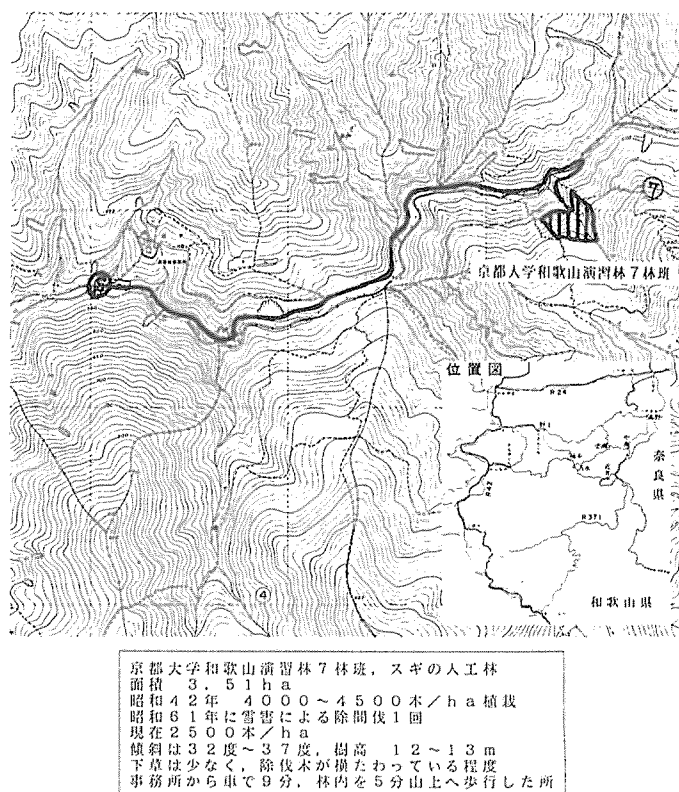 ⑦
京都大学和歌山演習林７林班
位置図
R24
奈良県
R371
和歌山県
④
京都大学和歌山演習林７林班，スギの人工林
面積　３．５１ｈａ
昭和４２年　４０００～４５００本／ｈａ植栽
昭和６１年に雪害による除間伐１回
現在２５００本／ｈａ
傾斜は３２度～３７度，樹高　１２～１３ｍ
下草は少なく，除伐木が横たわっている程度
事務所から車で９分，林内を５分山上へ歩行した所